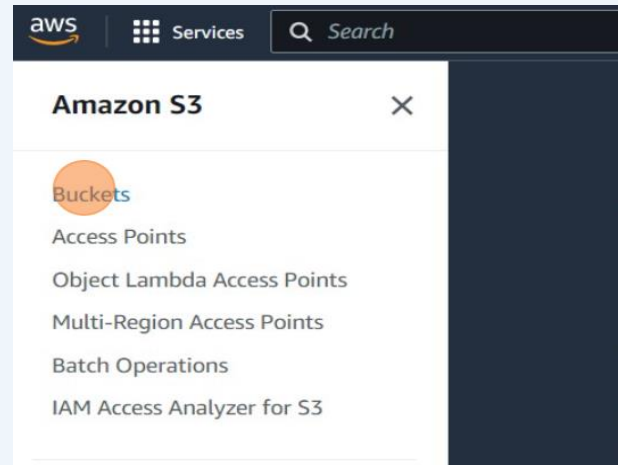 aws Services Search
Amazon S3
Buckets
Access Points
Object Lambda Access Points
Multi-Region Access Points
Batch Operations
IAM Access Analyzer for S3